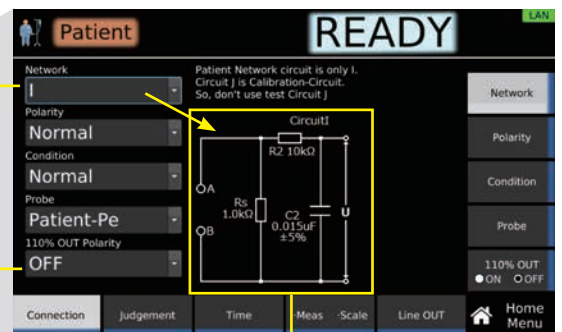 LAN
Patient
READY
Network
I
Patient Network circuit is only I.
Circuit J is Calibration-Circuit.
So, don't use test Circuit J
Polarity
Normal
Condition
Normal
Probe
Patient-Pe
110% OUT Polarity
OFF
CircuitI
R2 10kΩ
A
Rs
1.0kΩ
C2
0.015uF
±5%
U
B
Network
Polarity
Condition
Probe
110% OUT
ON OFF
Connection
Judgement
Time
-Meas -Scale
Line OUT
Home
Menu